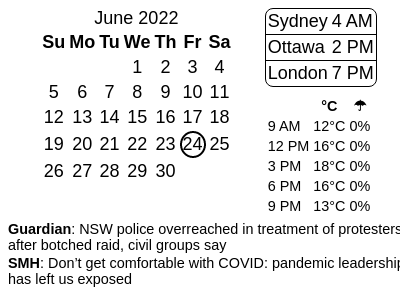 June 2022
Su Mo Tu We Th Fr Sa
1 2 3 4
5 6 7 8 9 10 11
12 13 14 15 16 17 18
19 20 21 22 23 24 25
26 27 28 29 30
Sydney 4 AM
Ottawa 2 PM
London 7 PM
°C ☂
9 AM 12°C 0%
12 PM 16°C 0%
3 PM 18°C 0%
6 PM 16°C 0%
9 PM 13°C 0%
Guardian: NSW police overreached in treatment of protesters
after botched raid, civil groups say
SMH: Don’t get comfortable with COVID: pandemic leadership
has left us exposed